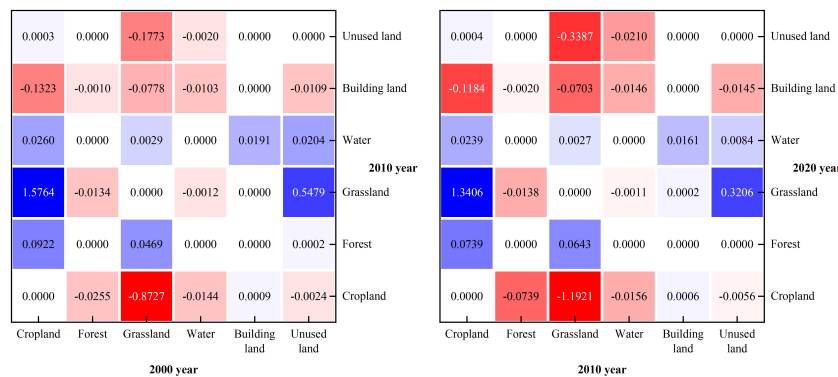 0.0003 0.0000 -0.1773 -0.0020 0.0000 0.0000 Unused land
-0.1323 -0.0010 -0.0778 -0.0103 0.0000 -0.0109 Building land
0.0260 0.0000 0.0029 0.0000 0.0191 0.0204 Water
2010 year
1.5764 -0.0134 0.0000 -0.0012 0.0000 0.5479 Grassland
0.0922 0.0000 0.0469 0.0000 0.0000 0.0002 Forest
0.0000 -0.0255 -0.8727 -0.0144 0.0009 -0.0024 Cropland
Cropland Forest Grassland Water Building Unused
land land
2000 year
0.0004 0.0000 -0.3387 -0.0210 0.0000 0.0000 Unused land
-0.1184 -0.0020 -0.0703 -0.0146 0.0000 -0.0145 Building land
0.0239 0.0000 0.0027 0.0000 0.0161 0.0084 Water
2020 year
1.3406 -0.0138 0.0000 -0.0011 0.0002 0.3206 Grassland
0.0739 0.0000 0.0643 0.0000 0.0000 0.0000 Forest
0.0000 -0.0739 -1.1921 -0.0156 0.0006 -0.0056 Cropland
Cropland Forest Grassland Water Building Unused
land land
2010 year